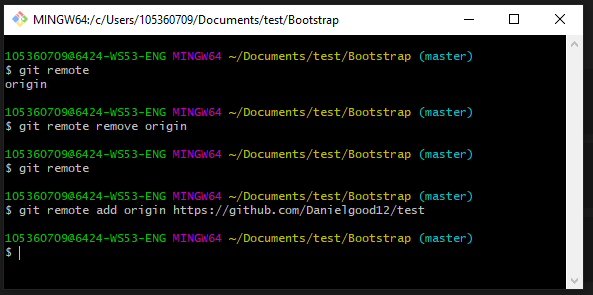 MINGW64:/c/Users/105360709/Documents/test/Bootstrap
105360709@6424-WS53-ENG MINGW64 ~/Documents/test/Bootstrap (master)
$ git remote
origin
105360709@6424-WS53-ENG MINGW64 ~/Documents/test/Bootstrap (master)
$ git remote remove origin
105360709@6424-WS53-ENG MINGW64 ~/Documents/test/Bootstrap (master)
$ git remote
105360709@6424-WS53-ENG MINGW64 ~/Documents/test/Bootstrap (master)
$ git remote add origin https://github.com/Danielgood12/test
105360709@6424-WS53-ENG MINGW64 ~/Documents/test/Bootstrap (master)
$